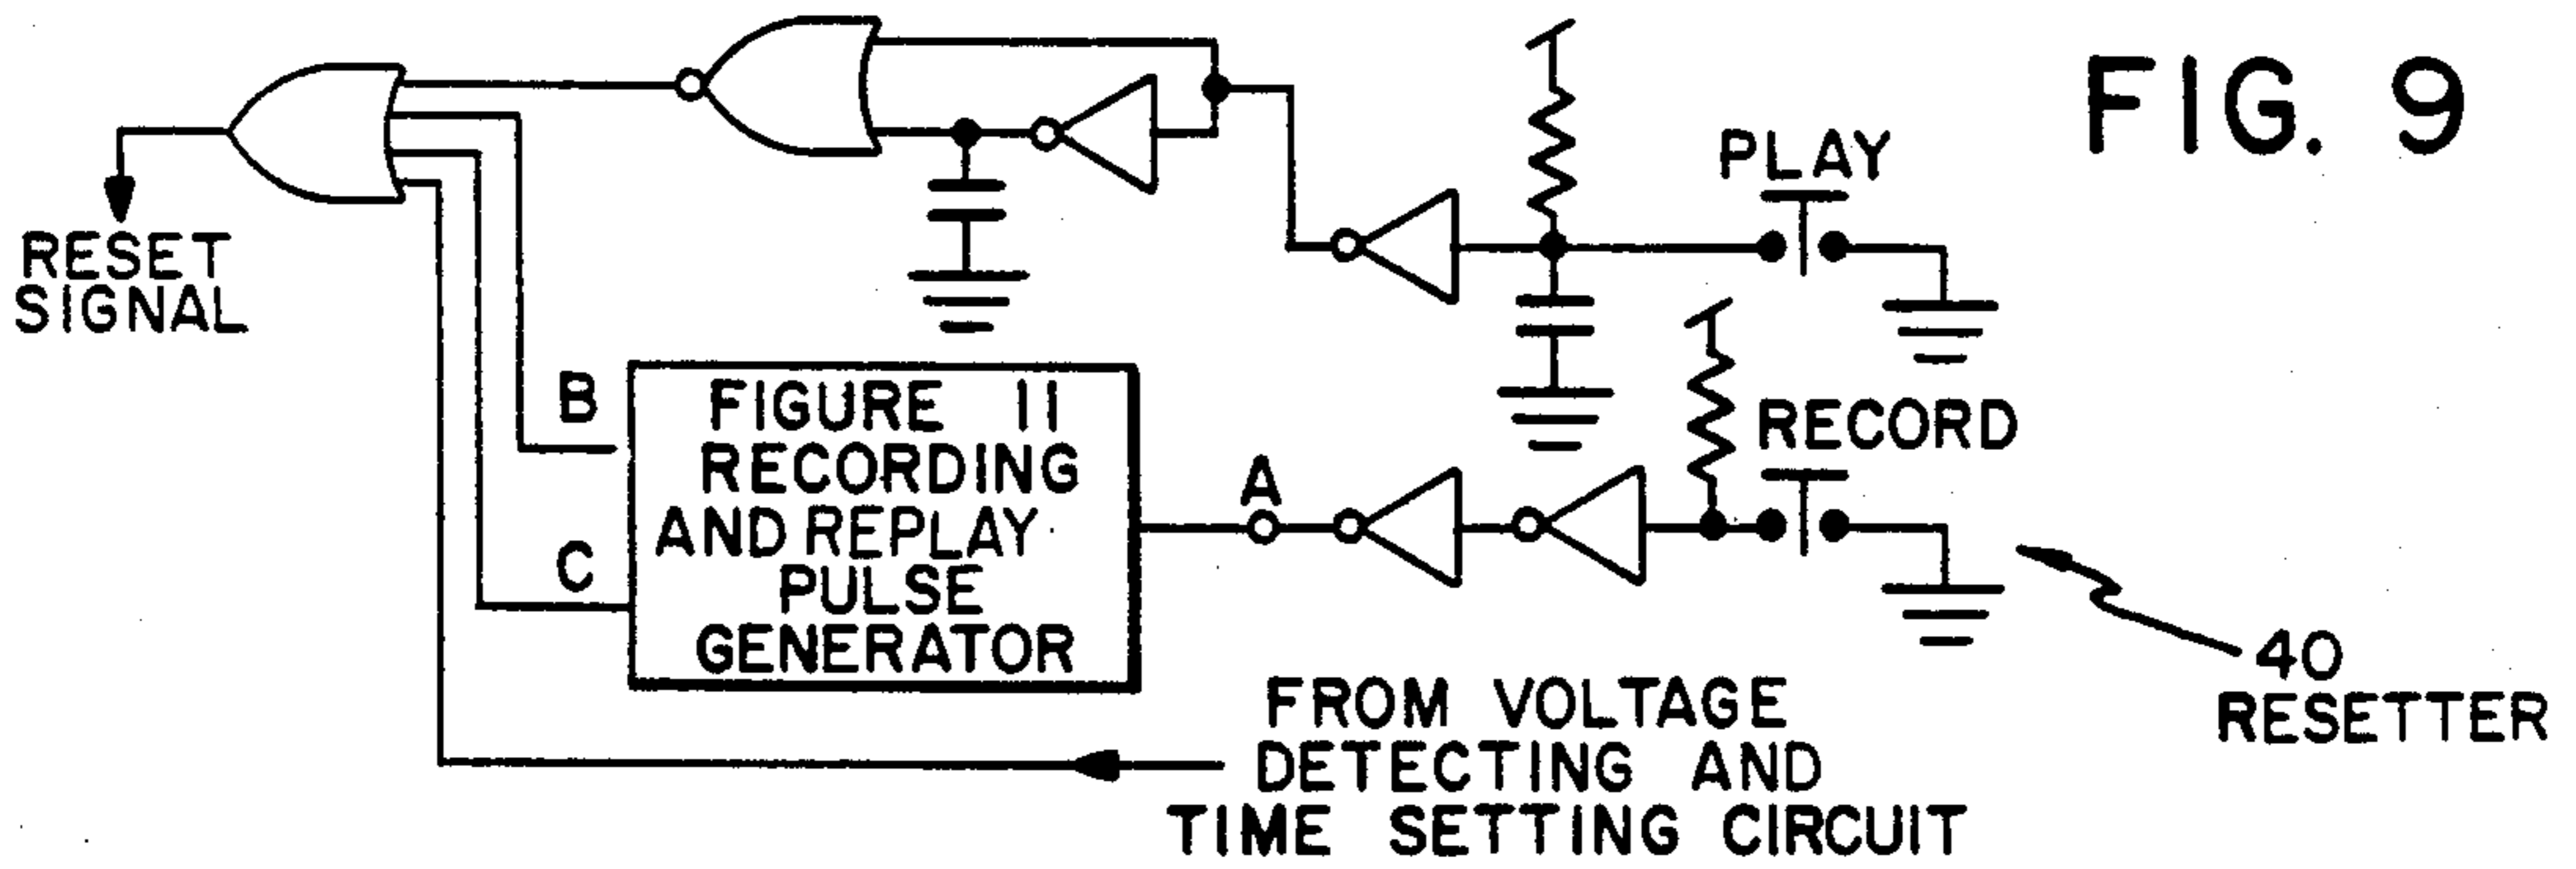 FIG. 9
PLAY
RESET
SIGNAL
B
FIGURE 11
RECORDING
AND REPLAY
PULSE
GENERATOR
C
A
RECORD
40
RESETTER
FROM VOLTAGE
DETECTING AND
TIME SETTING CIRCUIT